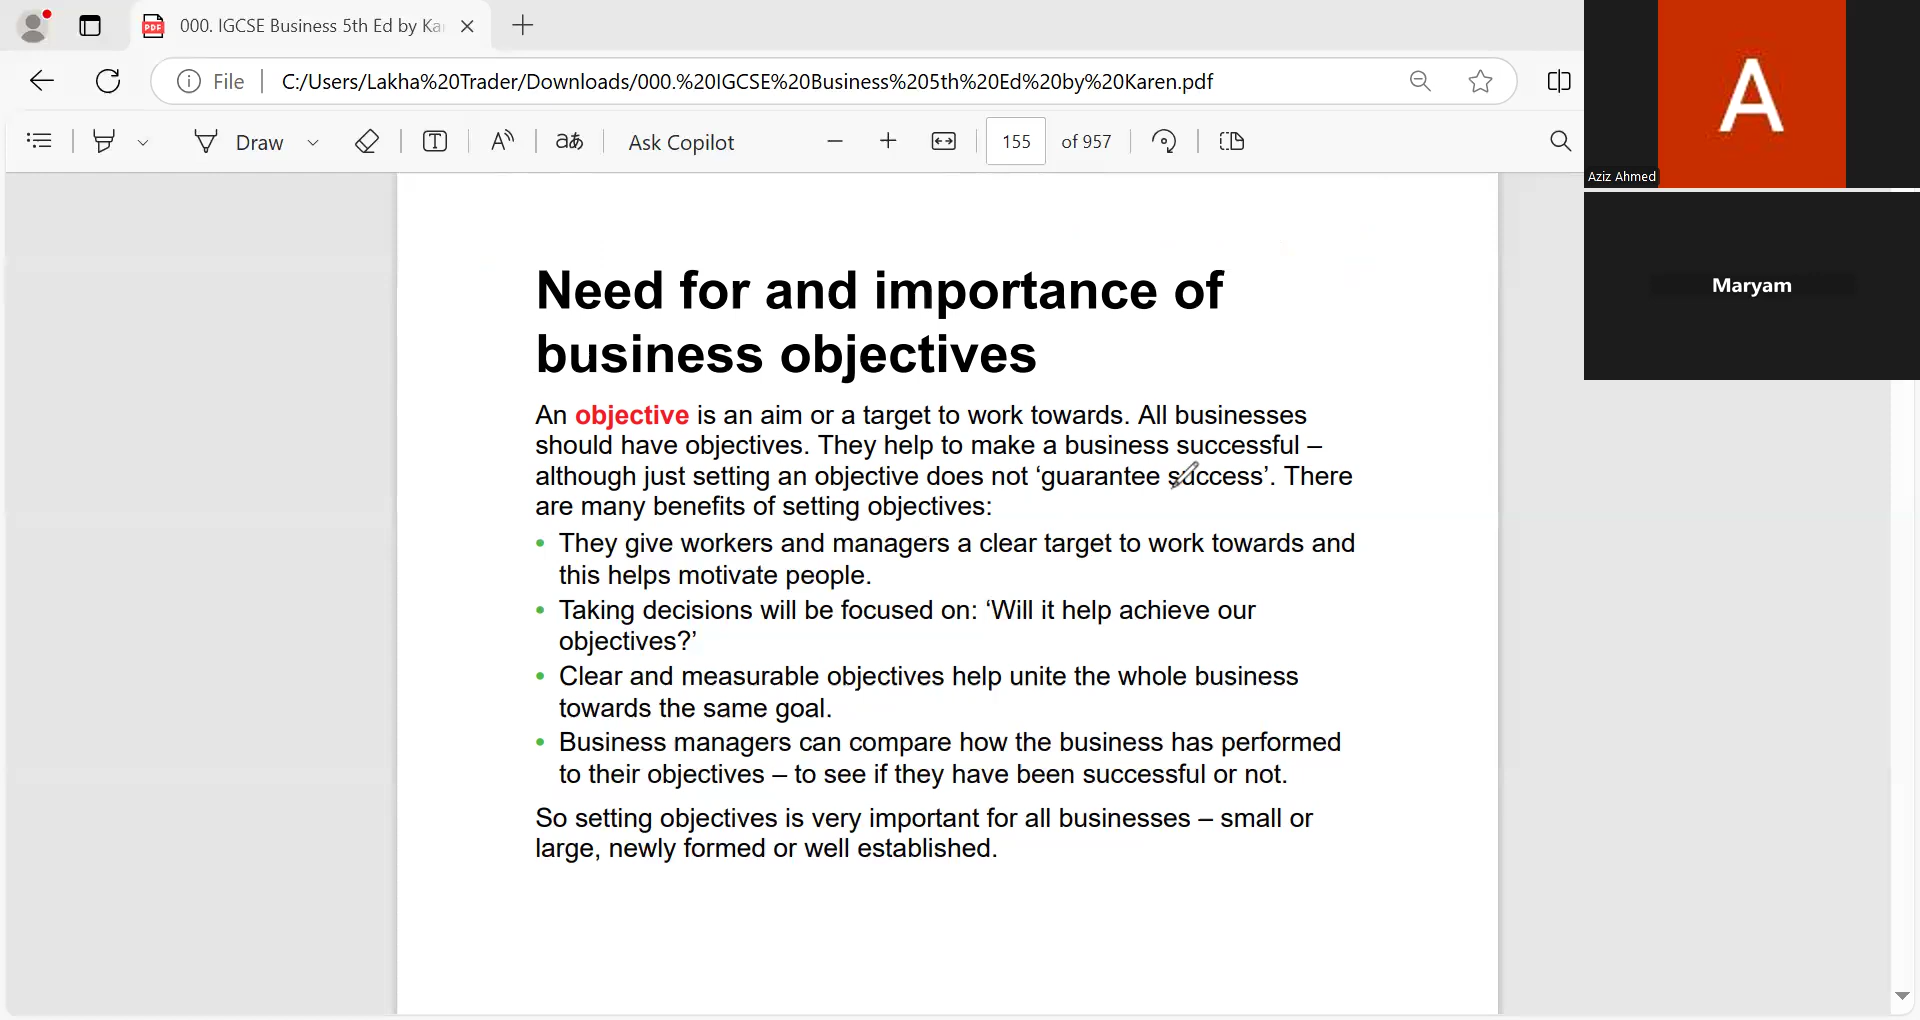 000. IGCSE Business 5th Ed by Ka
File
C:/Users/Lakha%20Trader/Downloads/000.%20IGCSE%20Business%205th%20Ed%20by%20Karen.pdf
Draw
aあ
Ask Copilot
155
of 957
A
Aziz Ahmed
Maryam
Need for and importance of
business objectives
An objective is an aim or a target to work towards. All businesses
should have objectives. They help to make a business successful –
although just setting an objective does not ‘guarantee success’. There
are many benefits of setting objectives:
• They give workers and managers a clear target to work towards and
this helps motivate people.
• Taking decisions will be focused on: ‘Will it help achieve our
objectives?’
• Clear and measurable objectives help unite the whole business
towards the same goal.
• Business managers can compare how the business has performed
to their objectives – to see if they have been successful or not.
So setting objectives is very important for all businesses – small or
large, newly formed or well established.